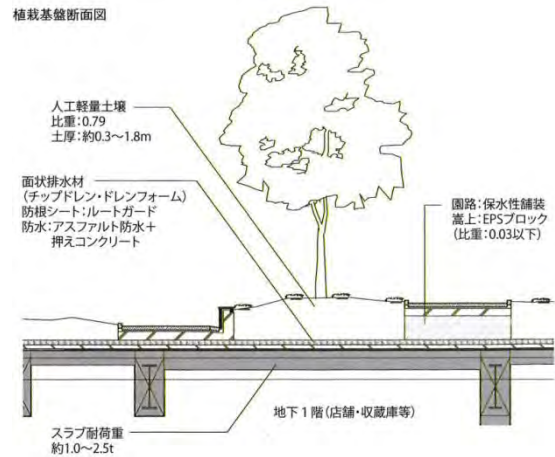 植栽基盤断面図
人工軽量土壌
比重：0.79
土厚：約0.3～1.8m
面状排水材
（チップドレン・ドレンフォーム）
防根シート：ルートガード
防水：アスファルト防水＋
押えコンクリート
園路：保水性舗装
嵩上：EPSブロック
（比重：0.03以下）
地下1階（店舗・収蔵庫等）
スラブ耐荷重
約1.0～2.5t